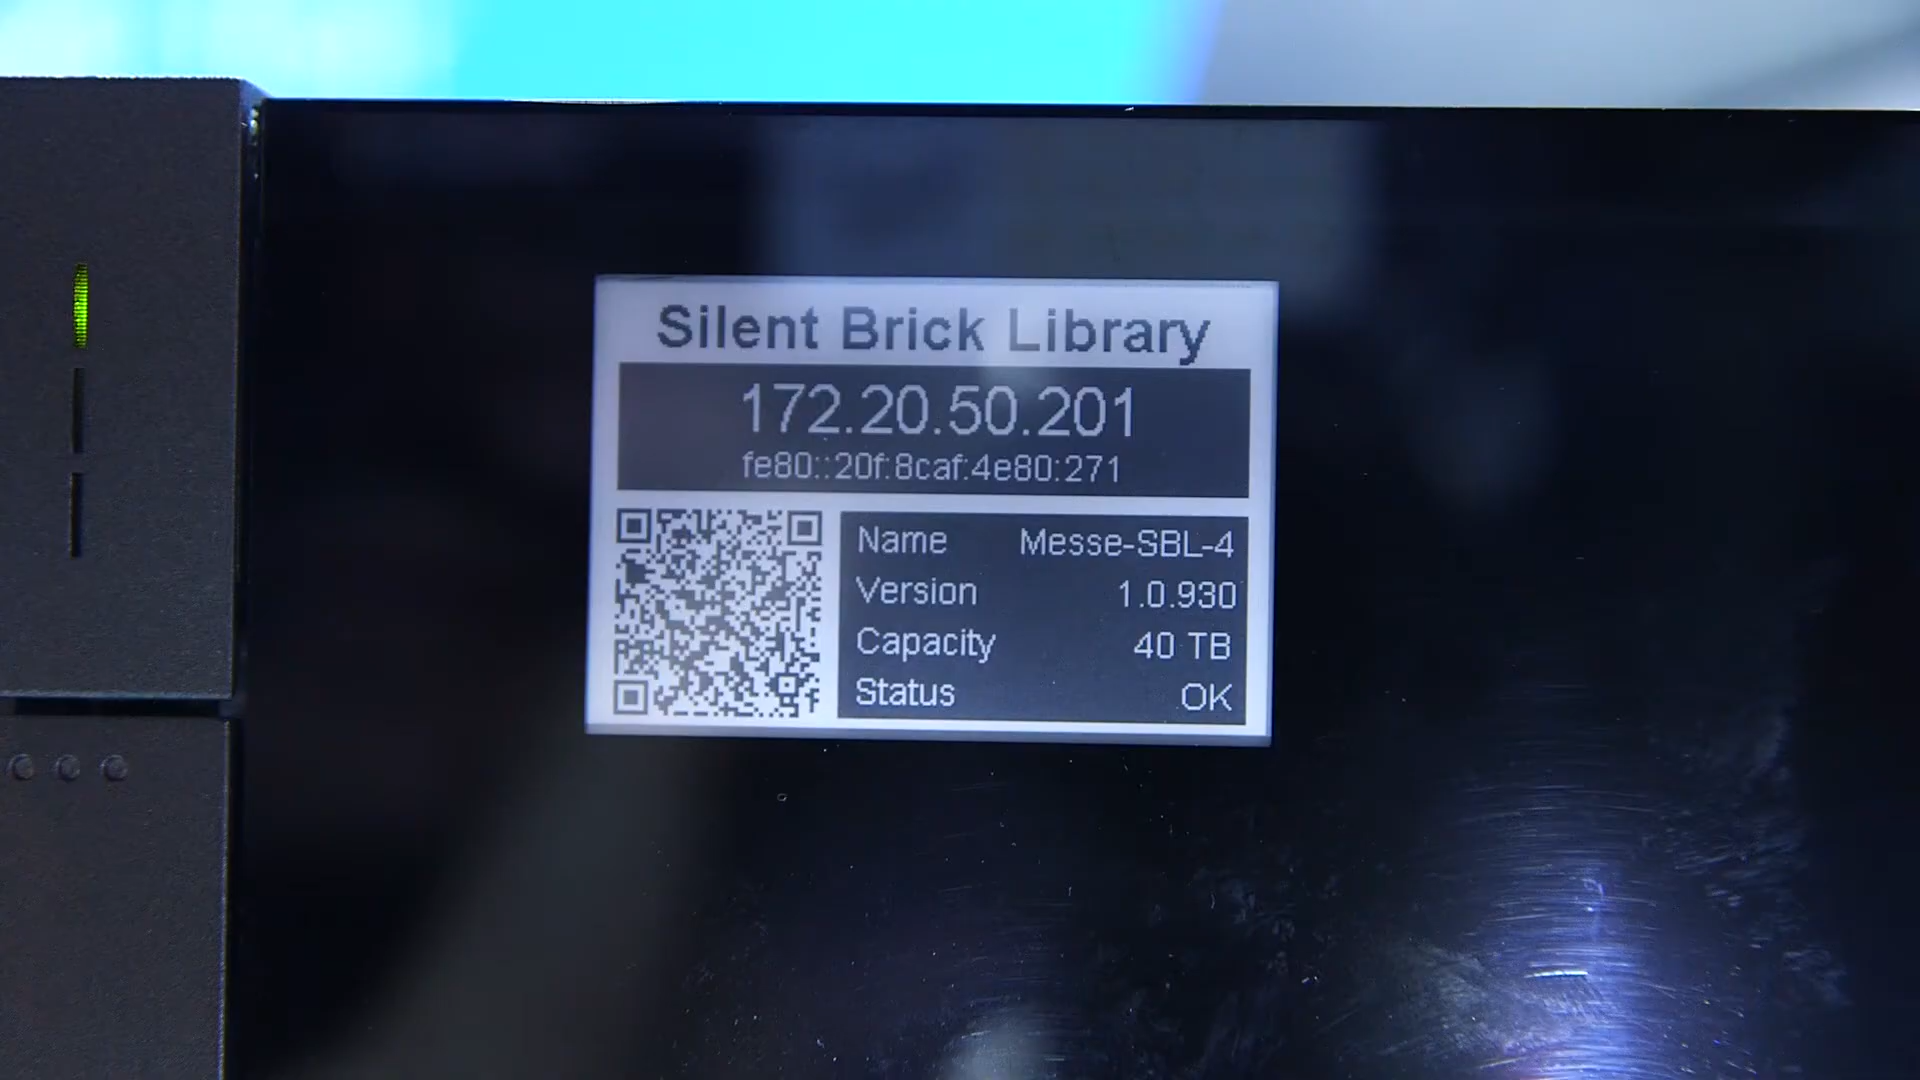 Silent Brick Library
172.20.50.201
fe80::20f:8caf:4e80:271
Name Messe-SBL-4
Version 1.0.930
Capacity 40 TB
Status OK